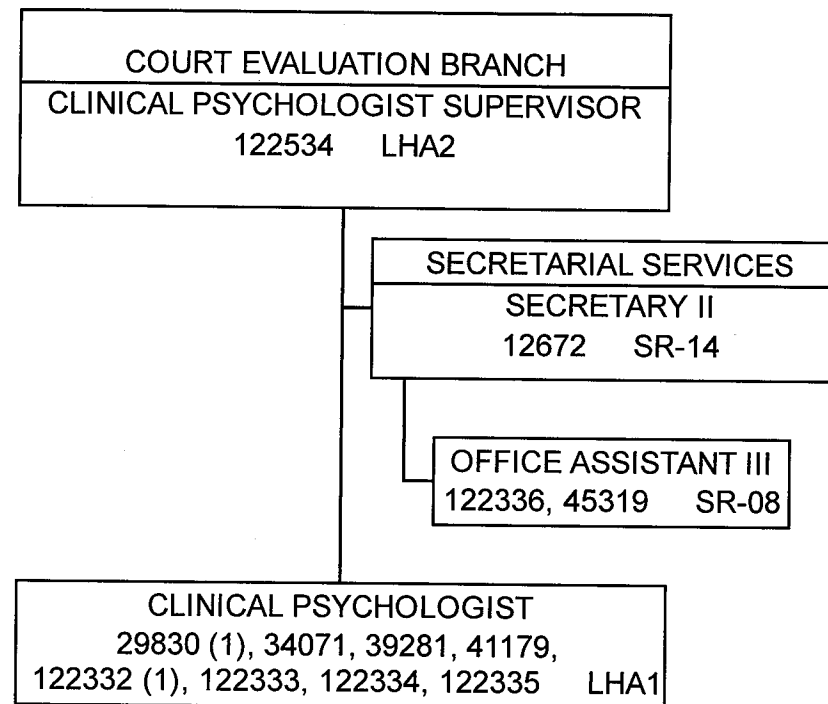 COURT EVALUATION BRANCH
CLINICAL PSYCHOLOGIST SUPERVISOR
122534 LHA2
SECRETARIAL SERVICES
SECRETARY II
12672 SR-14
OFFICE ASSISTANT III
122336, 45319 SR-08
CLINICAL PSYCHOLOGIST
29830 (1), 34071, 39281, 41179,
122332 (1), 122333, 122334, 122335 LHA1